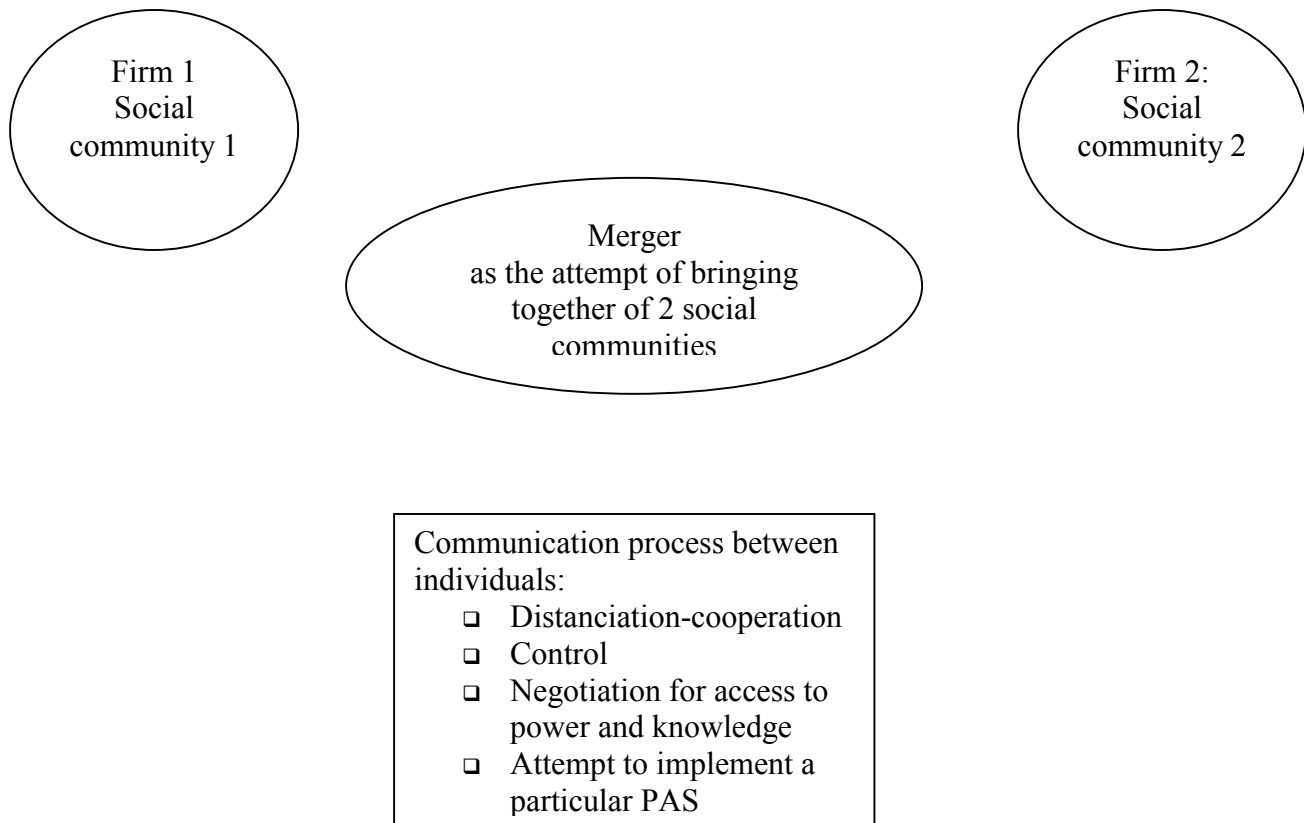 Firm 1
Social
community 1
Firm 2:
Social
community 2
Merger
as the attempt of bringing
together of 2 social
communities
Communication process between
individuals:
❑ Distanciation-cooperation
❑ Control
❑ Negotiation for access to
power and knowledge
❑ Attempt to implement a
particular PAS